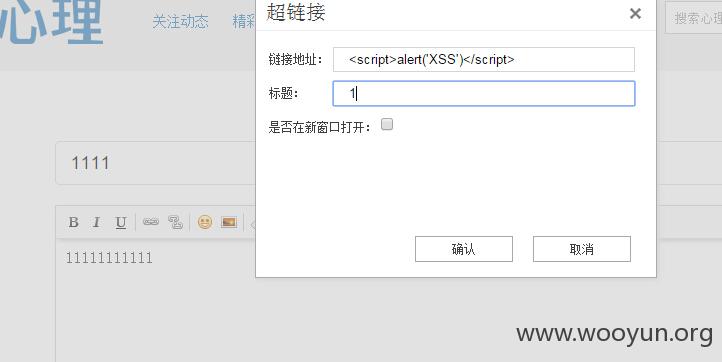 心理
关注动态
精彩
搜索心理
超链接
链接地址: <script>alert('XSS')</script>
标题: 1
是否在新窗口打开:
1111
B I U
11111111111
确认
取消
www.wooyun.org